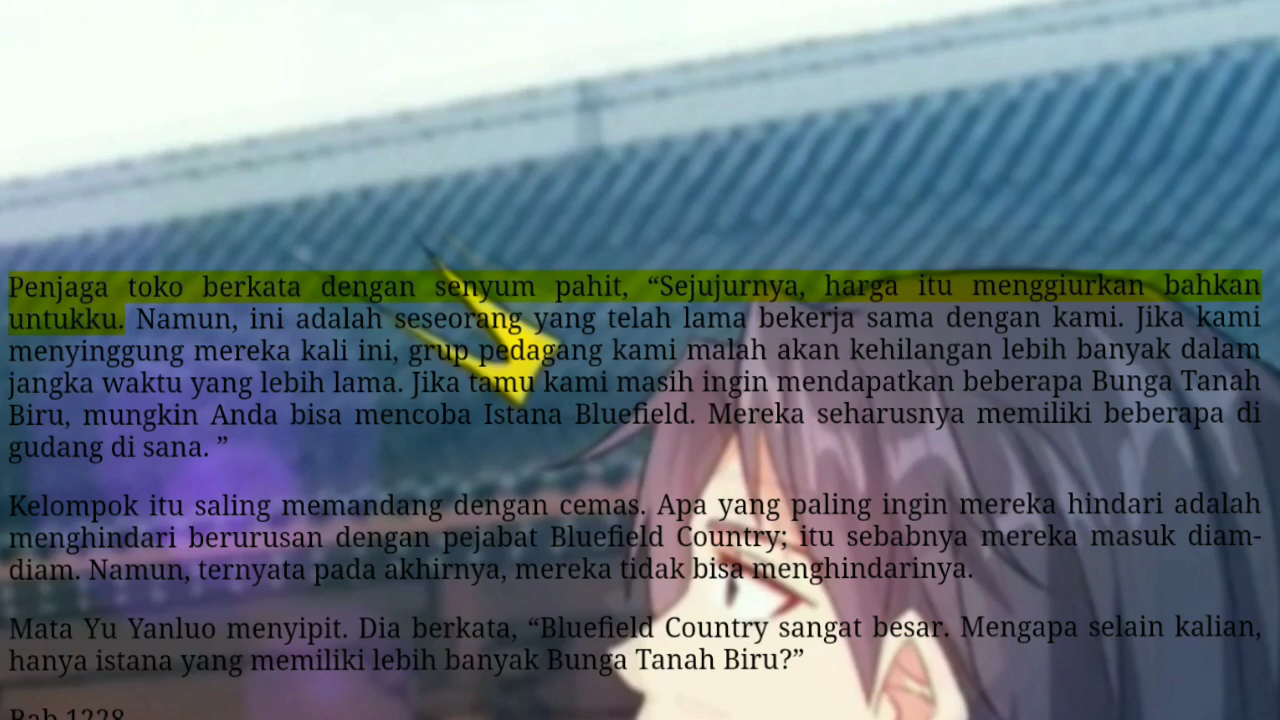 Penjaga toko berkata dengan senyum pahit, “Sejujurnya, harga itu menggiurkan bahkan
untukku. Namun, ini adalah seseorang yang telah lama bekerja sama dengan kami. Jika kami
menyinggung mereka kali ini, grup pedagang kami malah akan kehilangan lebih banyak dalam
jangka waktu yang lebih lama. Jika tamu kami masih ingin mendapatkan beberapa Bunga Tanah
Biru, mungkin Anda bisa mencoba Istana Bluefield. Mereka seharusnya memiliki beberapa di
gudang di sana. ”
Kelompok itu saling memandang dengan cemas. Apa yang paling ingin mereka hindari adalah
menghindari berurusan dengan pejabat Bluefield Country; itu sebabnya mereka masuk diam-
diam. Namun, ternyata pada akhirnya, mereka tidak bisa menghindarinya.
Mata Yu Yanluo menyipit. Dia berkata, “Bluefield Country sangat besar. Mengapa selain kalian,
hanya istana yang memiliki lebih banyak Bunga Tanah Biru?”
Bab 1228